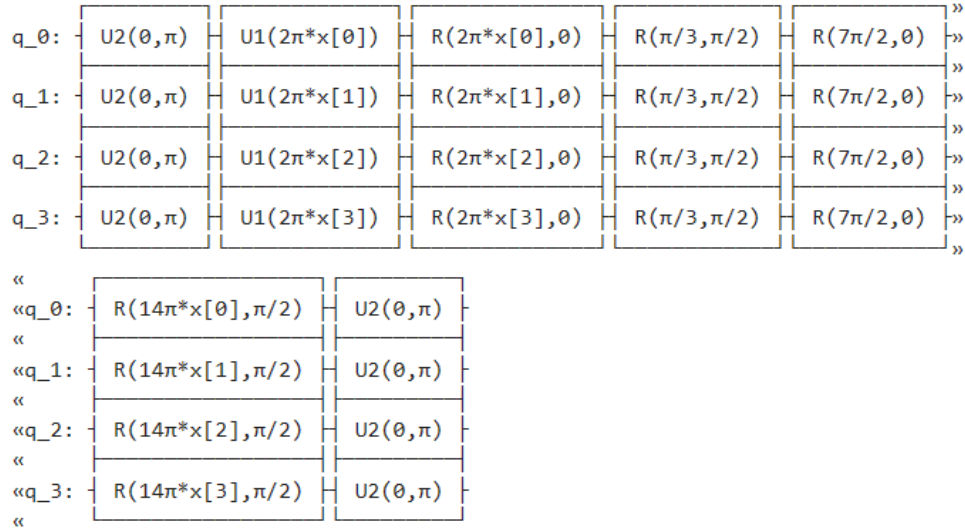 »
q_0: U2(0,π) U1(2π*x[0]) R(2π*x[0],0) R(π/3,π/2) R(7π/2,0) »
»
q_1: U2(0,π) U1(2π*x[1]) R(2π*x[1],0) R(π/3,π/2) R(7π/2,0) »
»
q_2: U2(0,π) U1(2π*x[2]) R(2π*x[2],0) R(π/3,π/2) R(7π/2,0) »
»
q_3: U2(0,π) U1(2π*x[3]) R(2π*x[3],0) R(π/3,π/2) R(7π/2,0) »
»
«
«q_0: R(14π*x[0],π/2) U2(0,π)
«
«q_1: R(14π*x[1],π/2) U2(0,π)
«
«q_2: R(14π*x[2],π/2) U2(0,π)
«
«q_3: R(14π*x[3],π/2) U2(0,π)
«